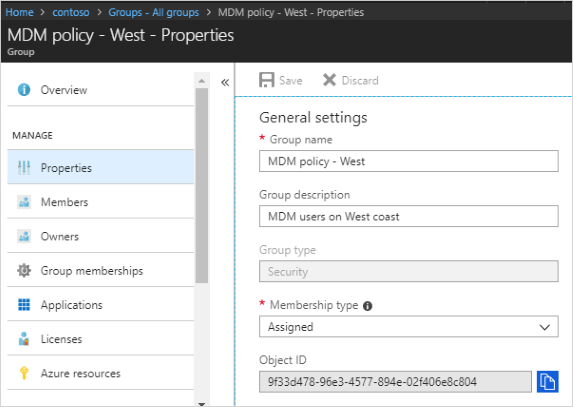 Home > contoso > Groups - All groups > MDM policy - West - Properties
MDM policy - West - Properties
Group
«
Save Discard
Overview
MANAGE
Properties
Members
Owners
Group memberships
Applications
Licenses
Azure resources
General settings
* Group name
MDM policy - West
Group description
MDM users on West coast
Group type
Security
* Membership type
Assigned
Object ID
9f33d478-96e3-4577-894e-02f406e8c804